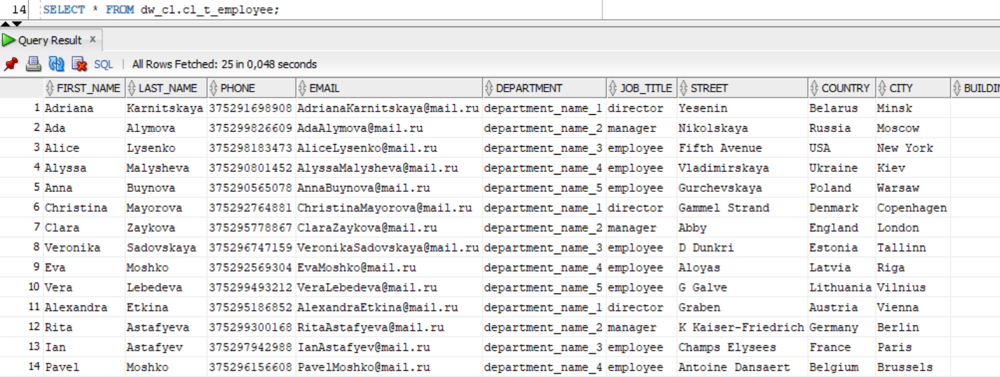 14 SELECT * FROM dw_cl.cl_t_employee;
Query Result x
SQL | All Rows Fetched: 25 in 0,048 seconds
FIRST_NAME LAST_NAME PHONE EMAIL DEPARTMENT JOB_TITLE STREET COUNTRY CITY BUILDI
1 Adriana Karnitskaya 375291698908 AdrianaKarnitskaya@mail.ru department_name_1 director Yesenin Belarus Minsk
2 Ada Alymova 375299826609 AdaAlymova@mail.ru department_name_2 manager Nikolskaya Russia Moscow
3 Alice Lysenko 375298183473 AliceLysenko@mail.ru department_name_3 employee Fifth Avenue USA New York
4 Alyssa Malysheva 375290801452 AlyssaMalysheva@mail.ru department_name_4 employee Vladimirskaya Ukraine Kiev
5 Anna Buynova 375290565078 AnnaBuynova@mail.ru department_name_5 employee Gurchevskaya Poland Warsaw
6 Christina Mayorova 375292764881 ChristinaMayorova@mail.ru department_name_1 director Gammel Strand Denmark Copenhagen
7 Clara Zaykova 375295778867 ClaraZaykova@mail.ru department_name_2 manager Abby England London
8 Veronika Sadovskaya 375296747159 VeronikaSadovskaya@mail.ru department_name_3 employee D Dunkri Estonia Tallinn
9 Eva Moshko 375292569304 EvaMoshko@mail.ru department_name_4 employee Aloyas Latvia Riga
10 Vera Lebedeva 375299493212 VeraLebedeva@mail.ru department_name_5 employee G Galve Lithuania Vilnius
11 Alexandra Etkina 375295186852 AlexandraEtkina@mail.ru department_name_1 director Graben Austria Vienna
12 Rita Astafyeva 375299300168 RitaAstafyeva@mail.ru department_name_2 manager K Kaiser-Friedrich Germany Berlin
13 Ian Astafyev 375297942988 IanAstafyev@mail.ru department_name_3 employee Champs Elysees France Paris
14 Pavel Moshko 375296156608 PavelMoshko@mail.ru department_name_4 employee Antoine Dansaert Belgium Brussels